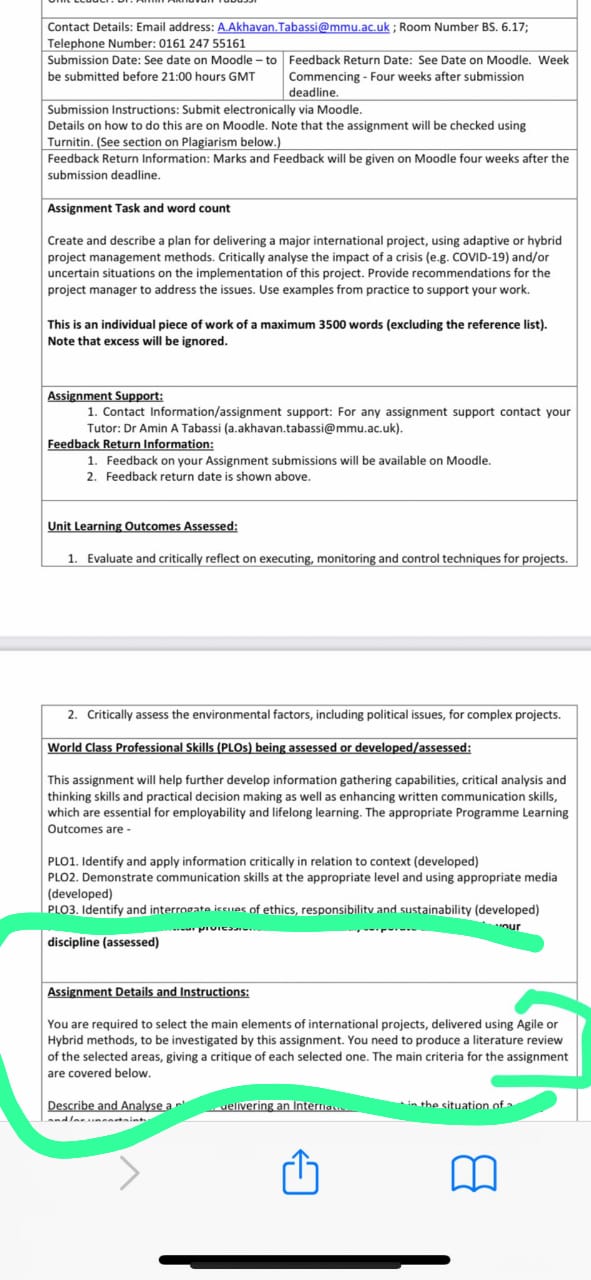 Contact Details: Email address: A.Akhavan.Tabassi@mmu.ac.uk ; Room Number BS. 6.17;
Telephone Number: 0161 247 55161
Submission Date: See date on Moodle – to
be submitted before 21:00 hours GMT
Feedback Return Date: See Date on Moodle. Week
Commencing - Four weeks after submission
deadline.
Submission Instructions: Submit electronically via Moodle.
Details on how to do this are on Moodle. Note that the assignment will be checked using
Turnitin. (See section on Plagiarism below.)
Feedback Return Information: Marks and Feedback will be given on Moodle four weeks after the
submission deadline.
Assignment Task and word count
Create and describe a plan for delivering a major international project, using adaptive or hybrid
project management methods. Critically analyse the impact of a crisis (e.g. COVID-19) and/or
uncertain situations on the implementation of this project. Provide recommendations for the
project manager to address the issues. Use examples from practice to support your work.
This is an individual piece of work of a maximum 3500 words (excluding the reference list).
Note that excess will be ignored.
Assignment Support:
1. Contact Information/assignment support: For any assignment support contact your
Tutor: Dr Amin A Tabassi (a.akhavan.tabassi@mmu.ac.uk).
Feedback Return Information:
1. Feedback on your Assignment submissions will be available on Moodle.
2. Feedback return date is shown above.
Unit Learning Outcomes Assessed:
1. Evaluate and critically reflect on executing, monitoring and control techniques for projects.
2. Critically assess the environmental factors, including political issues, for complex projects.
World Class Professional Skills (PLOs) being assessed or developed/assessed:
This assignment will help further develop information gathering capabilities, critical analysis and
thinking skills and practical decision making as well as enhancing written communication skills,
which are essential for employability and lifelong learning. The appropriate Programme Learning
Outcomes are -
PLO1. Identify and apply information critically in relation to context (developed)
PLO2. Demonstrate communication skills at the appropriate level and using appropriate media
(developed)
PLO3. Identify and interrogate issues of ethics, responsibility and sustainability (developed)
your
discipline (assessed)
Assignment Details and Instructions:
You are required to select the main elements of international projects, delivered using Agile or
Hybrid methods, to be investigated by this assignment. You need to produce a literature review
of the selected areas, giving a critique of each selected one. The main criteria for the assignment
are covered below.
Describe and Analyse a delivering an in the situation of a